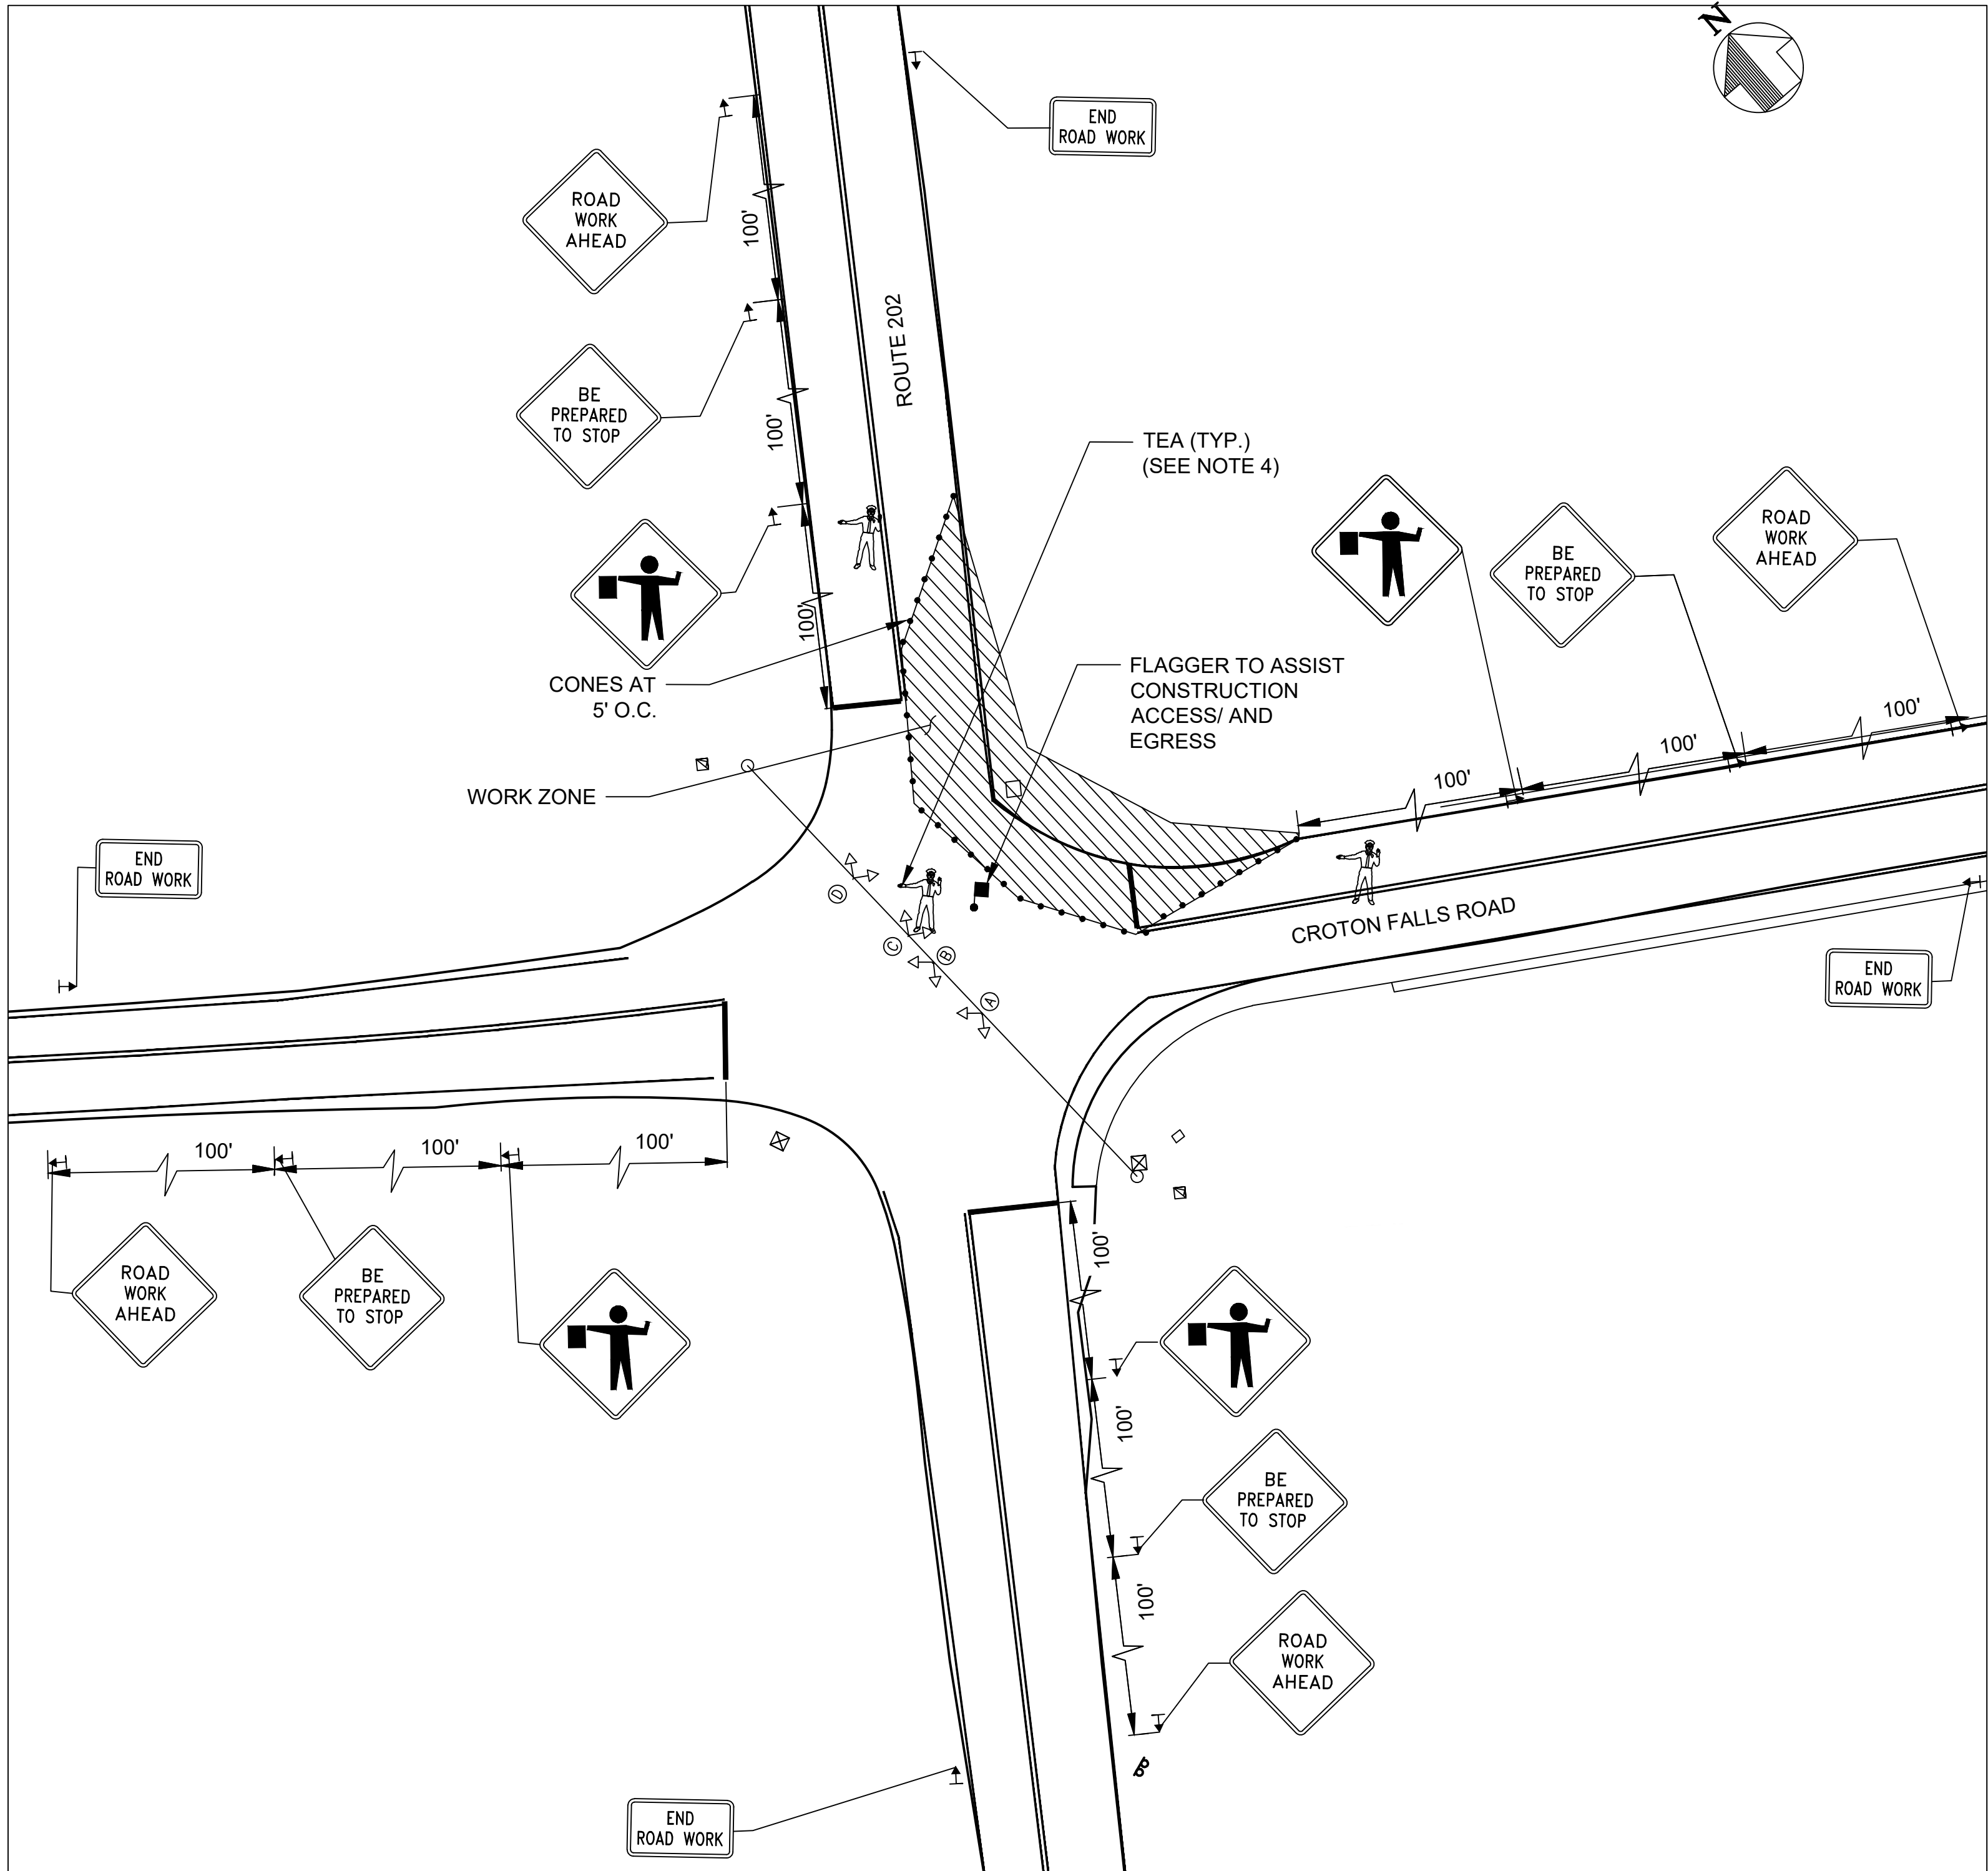 N
END
ROAD WORK
ROAD
WORK
AHEAD
100'
BE
PREPARED
TO STOP
100'
ROUTE 202
100'
CONES AT
5' O.C.
WORK ZONE
TEA (TYP.)
(SEE NOTE 4)
FLAGGER TO ASSIST
CONSTRUCTION
ACCESS/ AND
EGRESS
BE
PREPARED
TO STOP
ROAD
WORK
AHEAD
100'
100'
100'
CROTON FALLS ROAD
END
ROAD WORK
END
ROAD WORK
D
C
B
A
100'
100'
100'
ROAD
WORK
AHEAD
BE
PREPARED
TO STOP
100'
100'
BE
PREPARED
TO STOP
100'
ROAD
WORK
AHEAD
END
ROAD WORK